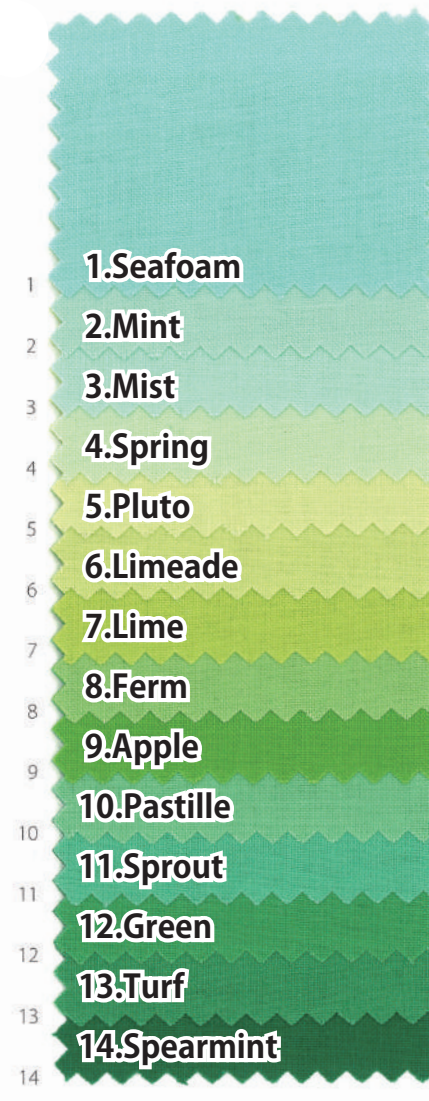 1.Seafoam
1
2.Mint
2
3.Mist
3
4.Spring
4
5.Pluto
5
6.Limeade
6
7.Lime
7
8.Ferm
8
9.Apple
9
10.Pastille
10
11.Sprout
11
12.Green
12
13.Turf
13
14.Spearmint
14